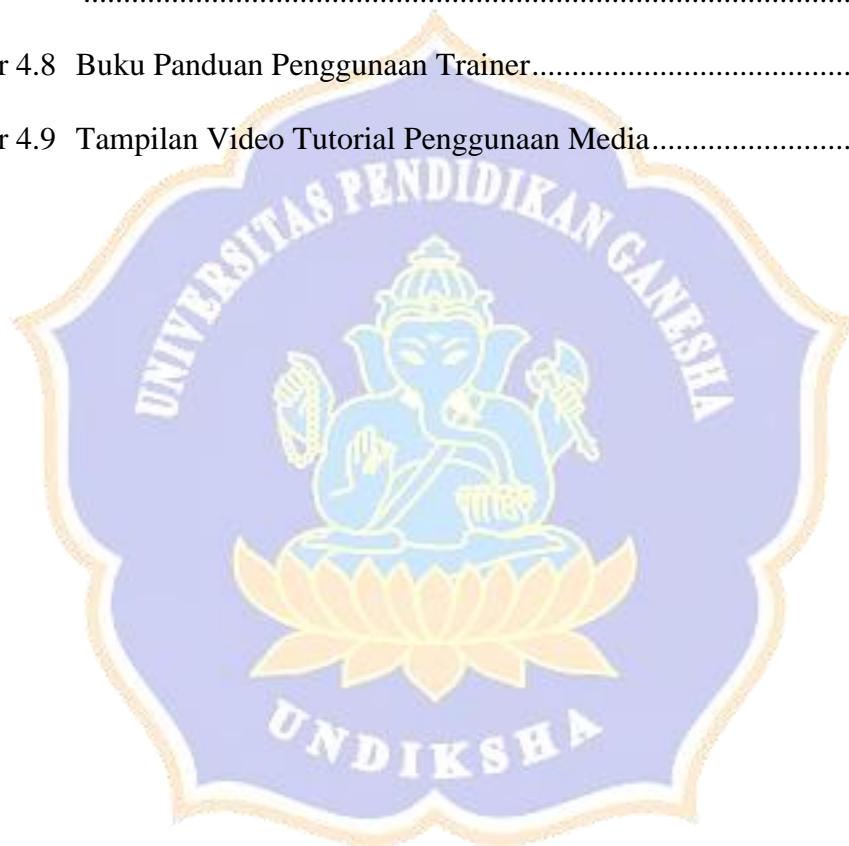 ....................................................................................................
r 4.8 Buku Panduan Penggunaan Trainer........................................
r 4.9 Tampilan Video Tutorial Penggunaan Media.........................
UNIVERSITAS PENDIDIKAN GANESHA
UNDIKSHA